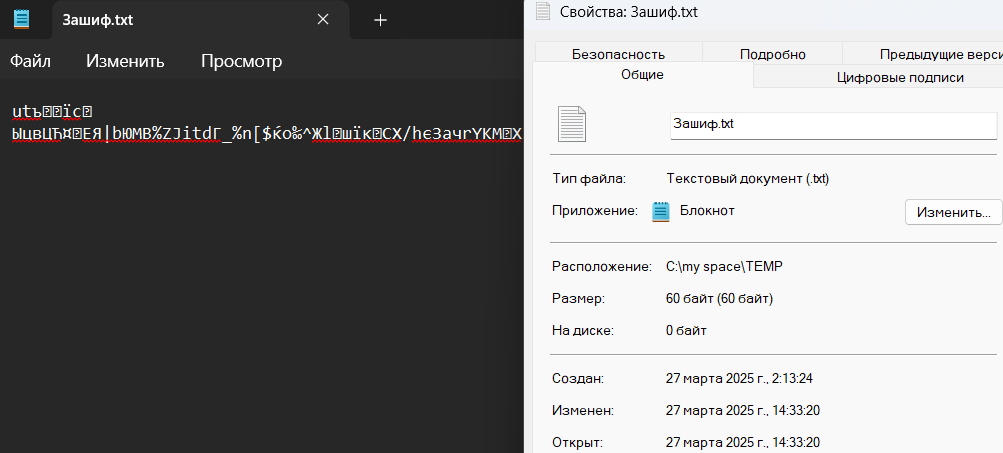 Зашиф.txt
Файл Изменить Просмотр
Свойства: Зашиф.txt
Безопасность Подробно Предыдущие верси
Общие Цифровые подписи
Зашиф.txt
Тип файла: Текстовый документ (.txt)
Приложение: Блокнот Изменить...
Расположение: C:\my space\TEMP
Размер: 60 байт (60 байт)
На диске: 0 байт
Создан: 27 марта 2025 г., 2:13:24
Изменен: 27 марта 2025 г., 14:33:20
Открыт: 27 марта 2025 г., 14:33:20